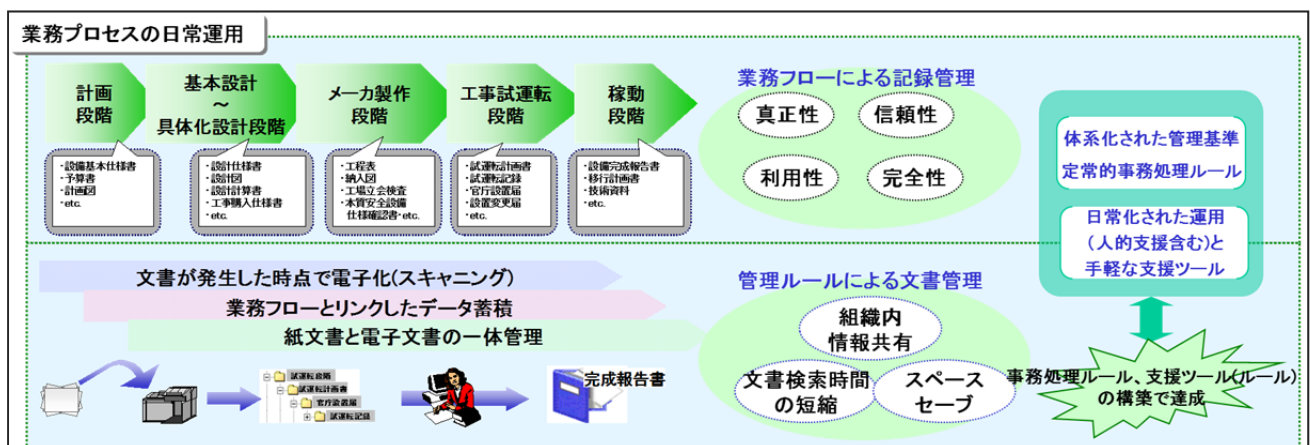 業務プロセスの日常運用
計画
段階
基本設計
～
具体化設計段階
メーカ製作
段階
工事試運転
段階
稼動
段階
・設備基本仕様書
・予算書
・計画図
・etc.
・設計仕様書
・設計図
・設計計算書
・工事購入仕様書
・etc.
・工程表
・納入図
・工場立会検査
・本質安全設備
仕様確認書・etc.
・試運転計画書
・試運転記録
・官庁設置届
・設置変更届
・etc.
・設備完成報告書
・移行計画書
・技術資料
・etc.
業務フローによる記録管理
真正性
信頼性
利用性
完全性
体系化された管理基準
定常的事務処理ルール
日常化された運用
(人的支援含む)と
手軽な支援ツール
文書が発生した時点で電子化(スキャニング)
業務フローとリンクしたデータ蓄積
紙文書と電子文書の一体管理
試運転段階
試運転計画書
官庁設置届
試運転記録
完成報告書
管理ルールによる文書管理
組織内
情報共有
文書検索時間
の短縮
スペース
セーブ
事務処理ルール、支援ツール(ルール)
の構築で達成